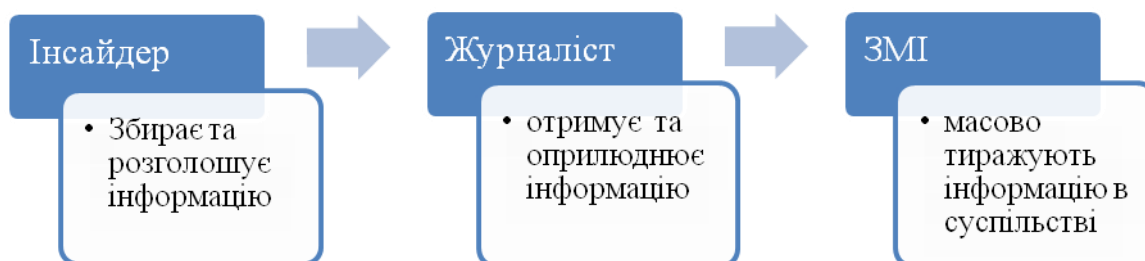 Інсайдер
• Збирає та
розголошує
інформацію
Журналіст
• отримує та
оприлюднює
інформацію
ЗМІ
• масово
тиражують
інформацію в
суспільстві